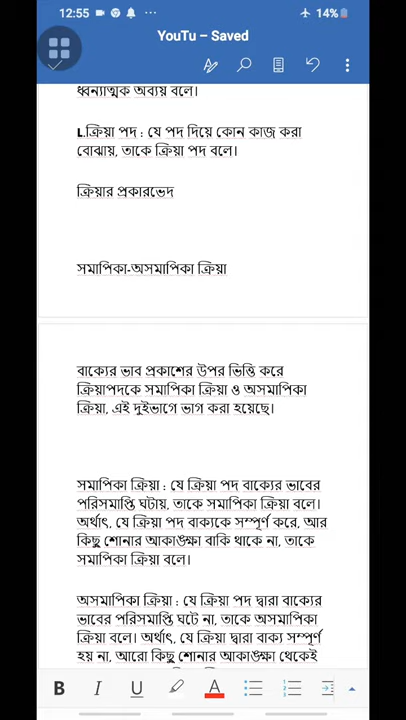 12:55
14%
YouTu – Saved
ধ্বন্যাত্মক অব্যয় বলে।
L.ক্রিয়া পদ : যে পদ দিয়ে কোন কাজ করা
বোঝায়, তাকে ক্রিয়া পদ বলে।
ক্রিয়ার প্রকারভেদ
সমাপিকা-অসমাপিকা ক্রিয়া
বাক্যের ভাব প্রকাশের উপর ভিত্তি করে
ক্রিয়াপদকে সমাপিকা ক্রিয়া ও অসমাপিকা
ক্রিয়া, এই দুইভাগে ভাগ করা হয়েছে।
সমাপিকা ক্রিয়া : যে ক্রিয়া পদ বাক্যের ভাবের
পরিসমাপ্তি ঘটায়, তাকে সমাপিকা ক্রিয়া বলে।
অর্থাৎ, যে ক্রিয়া পদ বাক্যকে সম্পূর্ণ করে, আর
কিছু শোনার আকাঙ্ক্ষা বাকি থাকে না, তাকে
সমাপিকা ক্রিয়া বলে।
অসমাপিকা ক্রিয়া : যে ক্রিয়া পদ দ্বারা বাক্যের
ভাবের পরিসমাপ্তি ঘটে না, তাকে অসমাপিকা
ক্রিয়া বলে। অর্থাৎ, যে ক্রিয়া দ্বারা বাক্য সম্পূর্ণ
হয় না, আরো কিছু শোনার আকাঙ্ক্ষা থেকেই
B I U A